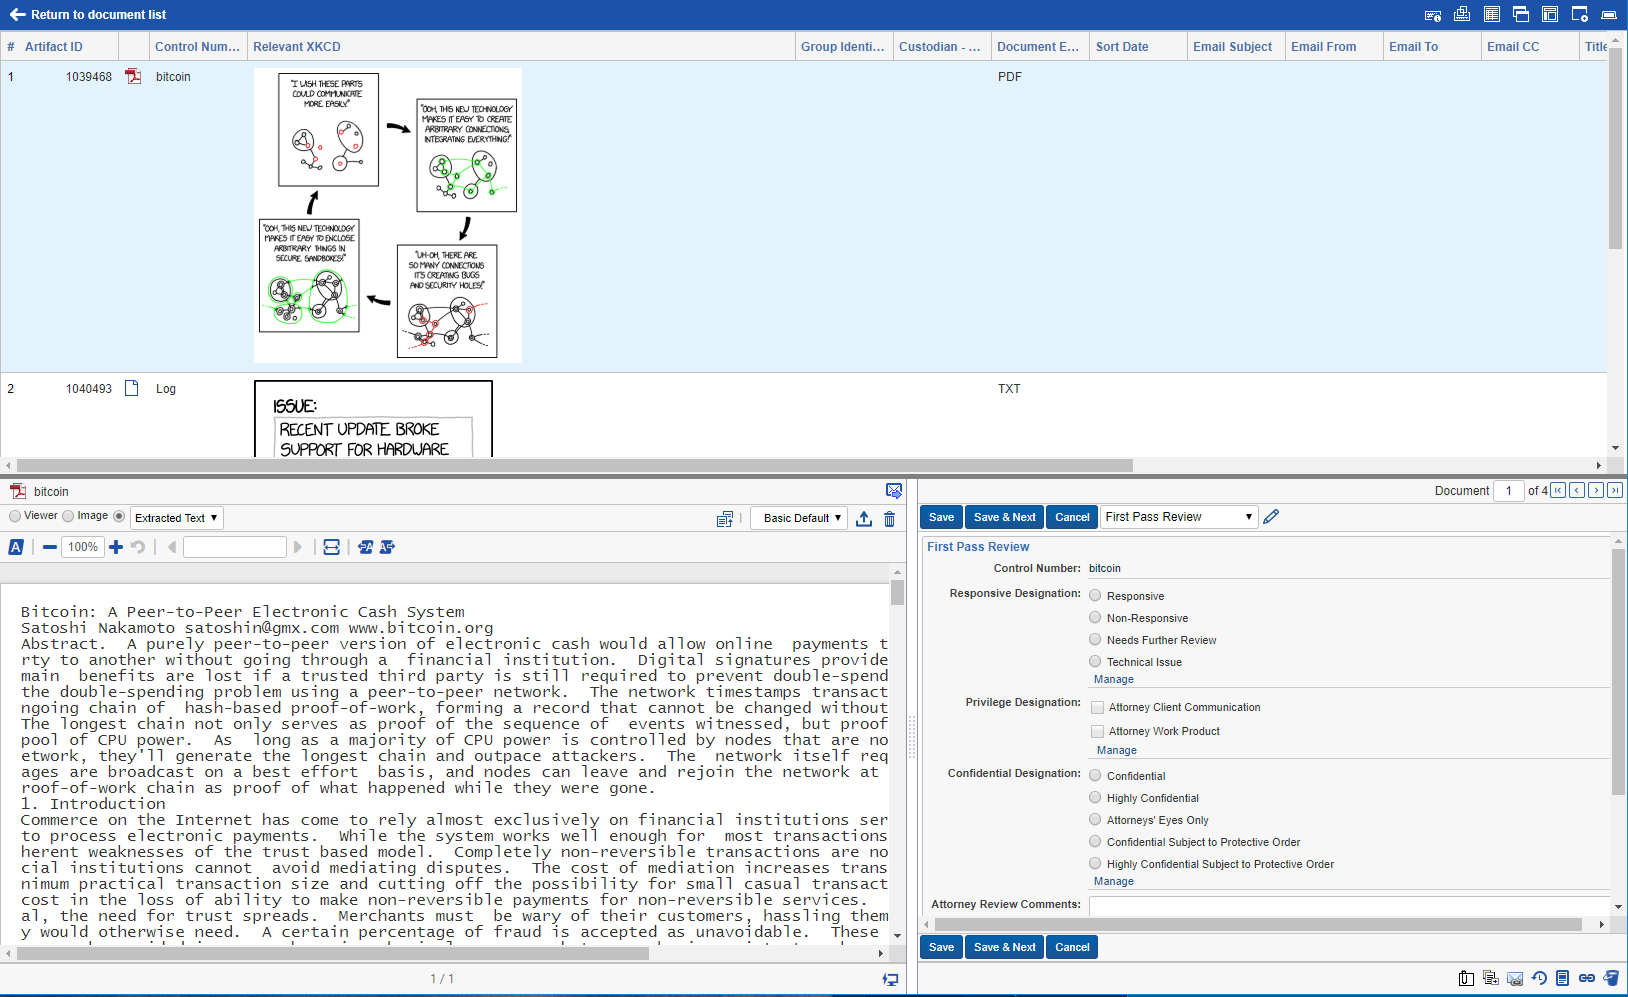 Return to document list
# Artifact ID Control Num... Relevant XKCD Group Identi... Custodian - ... Document E... Sort Date Email Subject Email From Email To Email CC Title
1 1039468 bitcoin PDF
"I WISH THESE PARTS
COULD COMMUNICATE
MORE EASILY."
"OOH, THIS NEW TECHNOLOGY
MAKES IT EASY TO CREATE
ARBITRARY CONNECTIONS,
INTEGRATING EVERYTHING!"
"OOH, THIS NEW TECHNOLOGY
MAKES IT EASY TO ENCLOSE
ARBITRARY THINGS IN
SECURE SANDBOXES!"
"UH-OH, THERE ARE
SO MANY CONNECTIONS
IT'S CREATING BUGS
AND SECURITY HOLES!"
2 1040493 Log TXT
ISSUE:
RECENT UPDATE BROKE
SUPPORT FOR HARDWARE
bitcoin
Viewer Image Extracted Text
Basic Default
A 100%
Bitcoin: A Peer-to-Peer Electronic Cash System
Satoshi Nakamoto satoshin@gmx.com www.bitcoin.org
Abstract.  A purely peer-to-peer version of electronic cash would allow online  payments t
rty to another without going through a  financial institution.  Digital signatures provide
main  benefits are lost if a trusted third party is still required to prevent double-spend
the double-spending problem using a peer-to-peer network.  The network timestamps transact
ngoing chain of  hash-based proof-of-work, forming a record that cannot be changed without
The longest chain not only serves as proof of the sequence of  events witnessed, but proof
pool of CPU power.  As  long as a majority of CPU power is controlled by nodes that are no
etwork, they'll generate the longest chain and outpace attackers.  The  network itself req
ages are broadcast on a best effort  basis, and nodes can leave and rejoin the network at
roof-of-work chain as proof of what happened while they were gone.
1. Introduction
Commerce on the Internet has come to rely almost exclusively on financial institutions ser
to process electronic payments.  While the system works well enough for  most transactions
herent weaknesses of the trust based model.  Completely non-reversible transactions are no
cial institutions cannot  avoid mediating disputes.  The cost of mediation increases trans
nimum practical transaction size and cutting off the possibility for small casual transact
cost in the loss of ability to make non-reversible payments for non-reversible services.
al, the need for trust spreads.  Merchants must  be wary of their customers, hassling them
y would otherwise need.  A certain percentage of fraud is accepted as unavoidable.  These
1 / 1
Document 1 of 4
Save Save & Next Cancel First Pass Review
First Pass Review
Control Number: bitcoin
Responsive Designation: Responsive
Non-Responsive
Needs Further Review
Technical Issue
Manage
Privilege Designation: Attorney Client Communication
Attorney Work Product
Manage
Confidential Designation: Confidential
Highly Confidential
Attorneys' Eyes Only
Confidential Subject to Protective Order
Highly Confidential Subject to Protective Order
Manage
Attorney Review Comments:
Save Save & Next Cancel